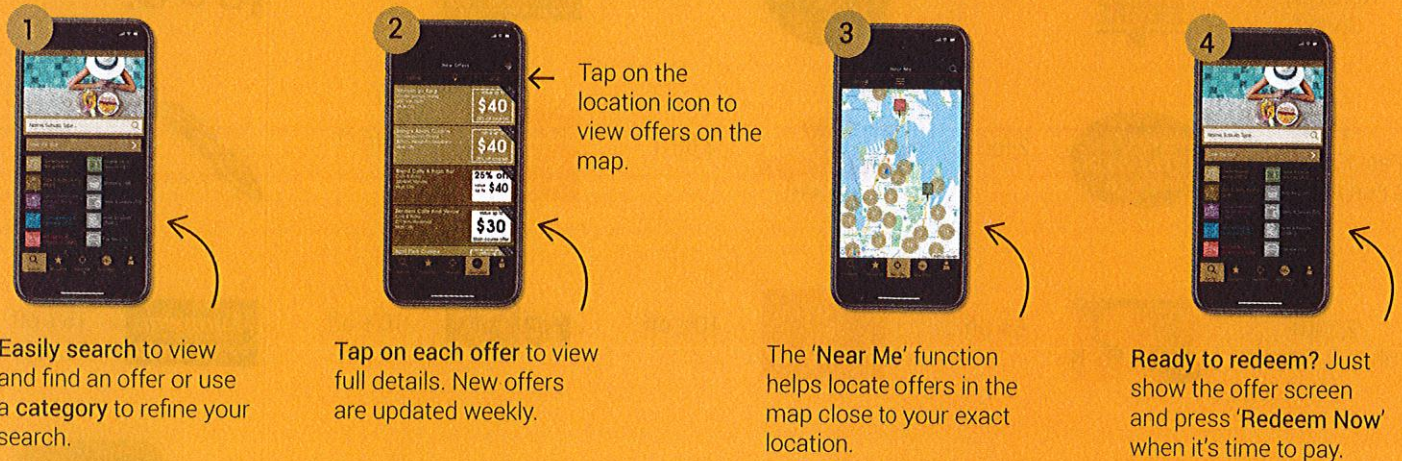 1
Easily search to view
and find an offer or use
a category to refine your
search.
2
New Offers
$40
$40
25% off
$40
$30
Tap on the
location icon to
view offers on the
map.
Tap on each offer to view
full details. New offers
are updated weekly.
3
Near Me
The 'Near Me' function
helps locate offers in the
map close to your exact
location.
4
Ready to redeem? Just
show the offer screen
and press 'Redeem Now'
when it's time to pay.